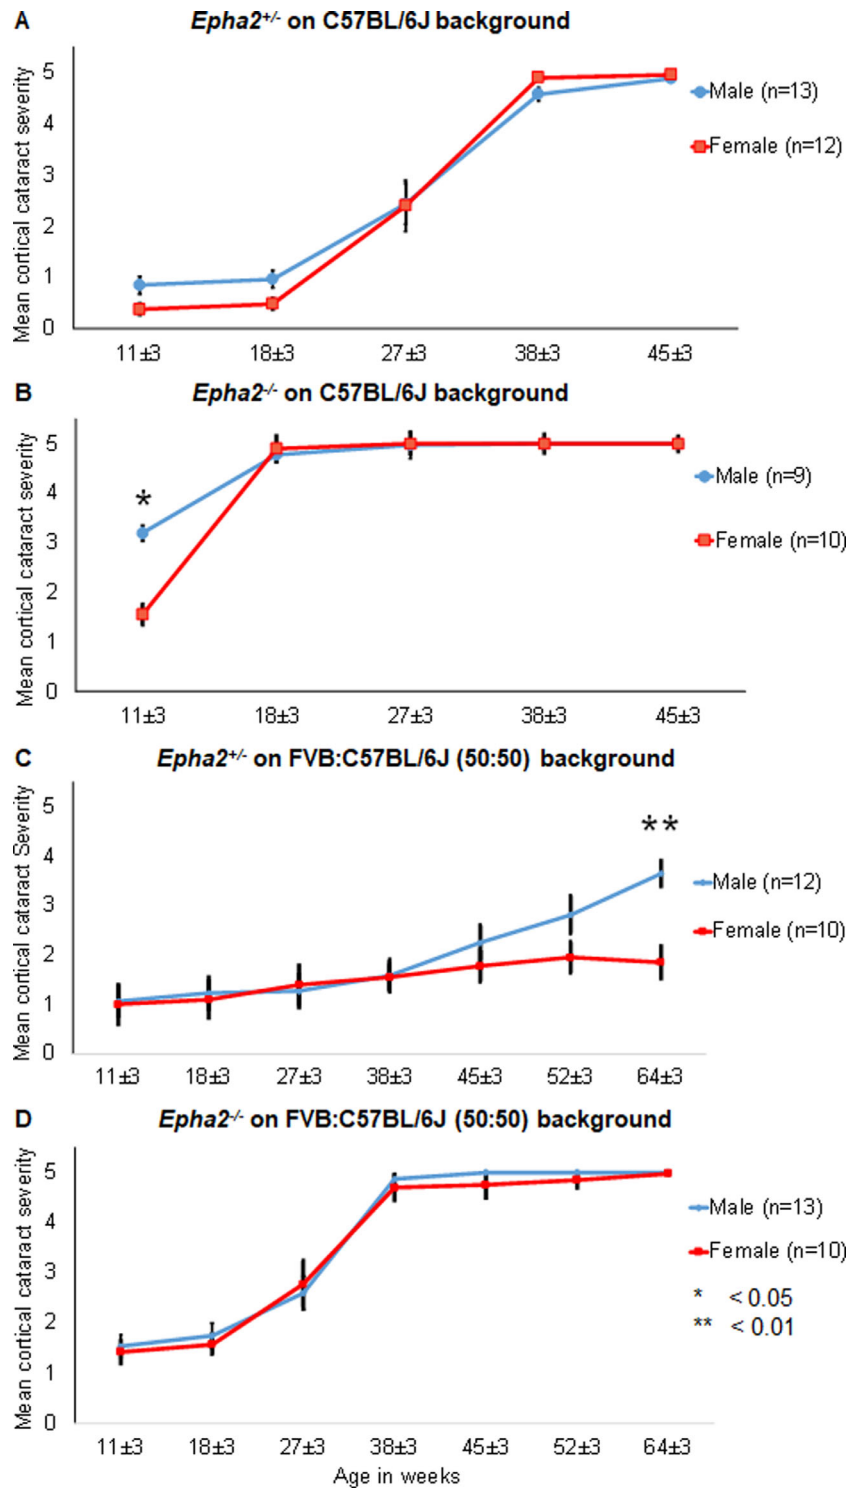 A Epha2+/- on C57BL/6J background
Mean cortical cataract severity
5
4
3
2
1
0
Male (n=13)
Female (n=12)
11±3 18±3 27±3 38±3 45±3
B Epha2-/- on C57BL/6J background
Mean cortical cataract severity
5
4
3
2
1
0
*
Male (n=9)
Female (n=10)
11±3 18±3 27±3 38±3 45±3
C Epha2+/- on FVB:C57BL/6J (50:50) background
Mean cortical cataract Severity
5
4
3
2
1
0
**
Male (n=12)
Female (n=10)
11±3 18±3 27±3 38±3 45±3 52±3 64±3
D Epha2-/- on FVB:C57BL/6J (50:50) background
Mean cortical cataract severity
5
4
3
2
1
0
Male (n=13)
Female (n=10)
* < 0.05
** < 0.01
11±3 18±3 27±3 38±3 45±3 52±3 64±3
Age in weeks